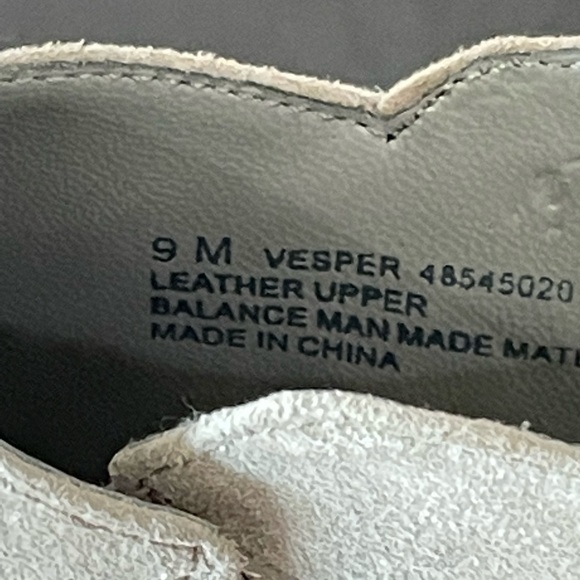 9 M VESPER 48545020
LEATHER UPPER
BALANCE MAN MADE
MADE IN CHINA